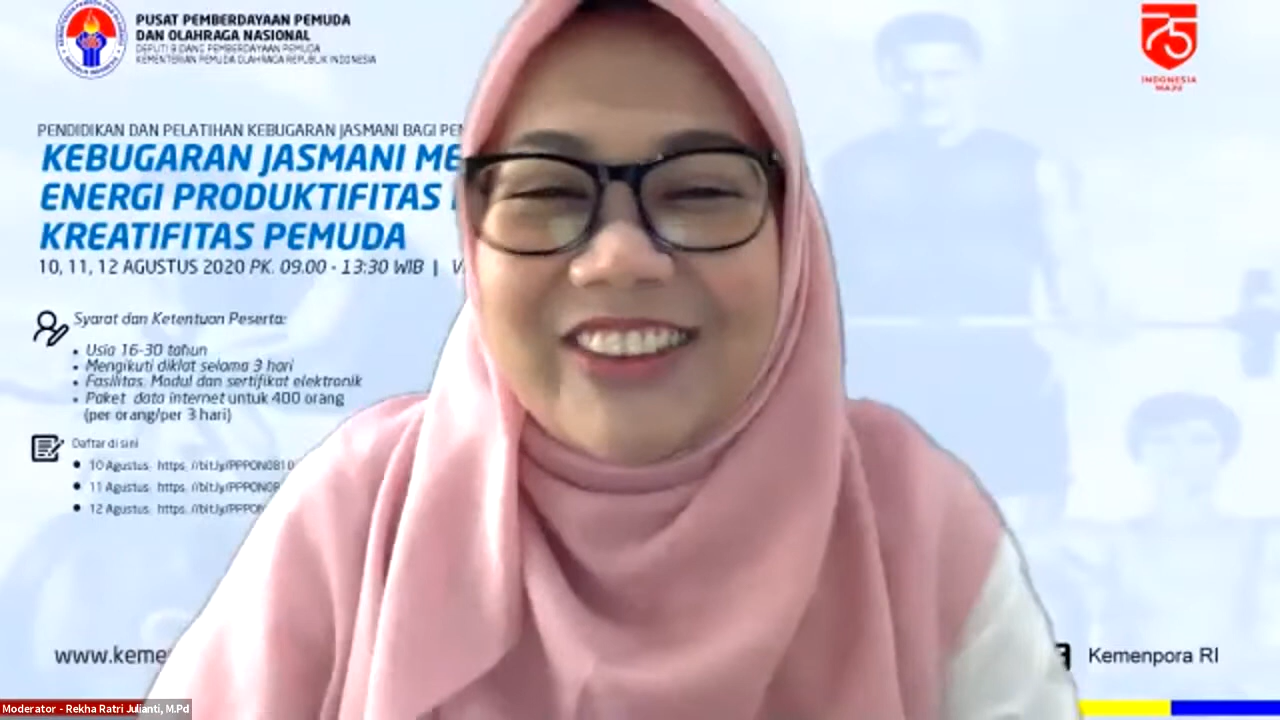 PUSAT PEMBERDAYAAN PEMUDA
DAN OLAHRAGA NASIONAL
DEPUTI BIDANG PEMBERDAYAAN PEMUDA
KEMENTERIAN PEMUDA OLAHRAGA REPUBLIK INDONESIA
75
INDONESIA
MAJU
PENDIDIKAN DAN PELATIHAN KEBUGARAN JASMANI BAGI PE
KEBUGARAN JASMANI ME
ENERGI PRODUKTIFITAS
KREATIFITAS PEMUDA
10, 11, 12 AGUSTUS 2020 PK. 09.00 - 13:30 WIB | V
Syarat dan Ketentuan Peserta:
• Usia 16-30 tahun
• Mengikuti diklat selama 3 hari
• Fasilitas: Modul dan sertifikat elektronik
• Paket data internet untuk 400 orang
(per orang/per 3 hari)
Daftar di sini
• 10 Agustus: https://bit.ly/PPPON0810
• 11 Agustus: https://bit.ly/PPPON08
• 12 Agustus: https://bit.ly/PPPON
www.keme
Kemenpora RI
Moderator - Rekha Ratri Julianti, M.Pd